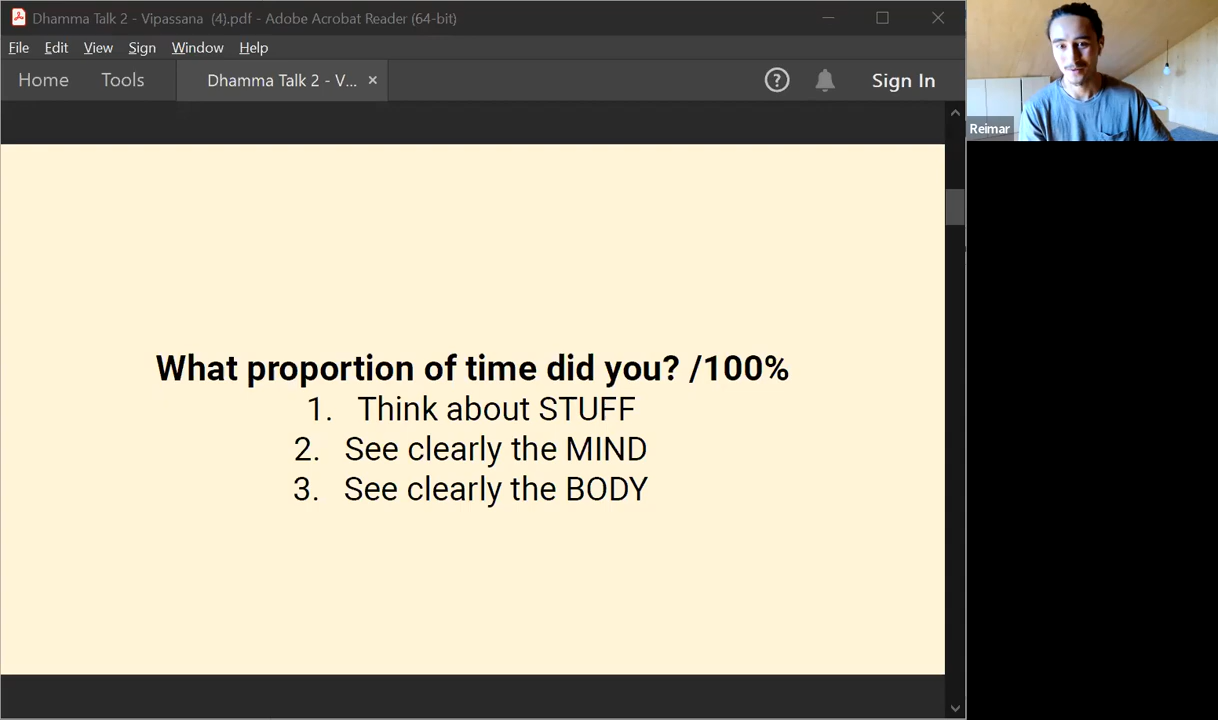 Dhamma Talk 2 - Vipassana (4).pdf - Adobe Acrobat Reader (64-bit)
File Edit View Sign Window Help
Home Tools Dhamma Talk 2 - V... × ? Sign In
Reimar
What proportion of time did you? /100%
1. Think about STUFF
2. See clearly the MIND
3. See clearly the BODY